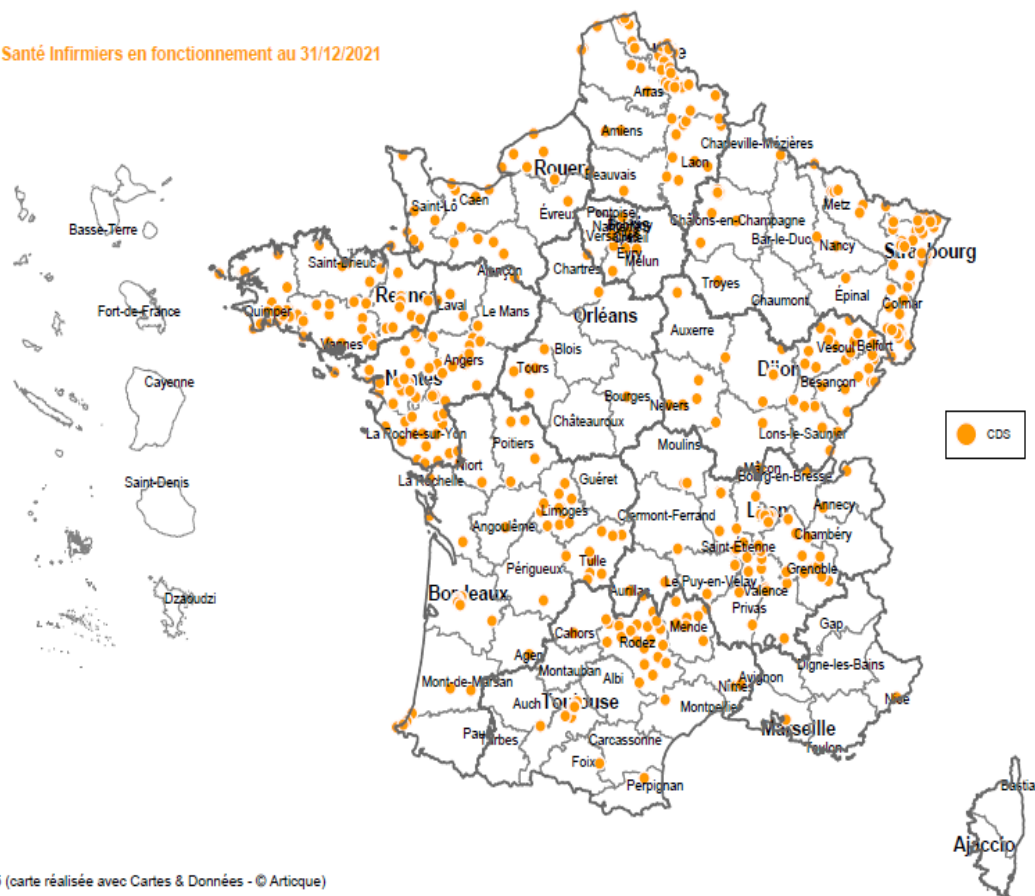 Santé Infirmiers en fonctionnement au 31/12/2021
Lille
Arras
Amiens
Charleville-Mézières
Rouen
Beauvais
Laon
Saint-Lô
Caen
Évreux
Pontoise
Châlons-en-Champagne
Metz
Basse-Terre
Versailles
Bar-le-Duc
Nancy
Strasbourg
Saint-Brieuc
Alençon
Chartres
Évry
Melun
Troyes
Épinal
Colmar
Fort-de-France
Quimper
Rennes
Laval
Le Mans
Orléans
Chaumont
Vannes
Auxerre
Vesoul
Belfort
Cayenne
Angers
Blois
Tours
Dijon
Besançon
Nantes
Bourges
Nevers
Châteauroux
CDS
La Roche-sur-Yon
Poitiers
Moulins
Lons-le-Saunier
Niort
Mâcon
Bourg-en-Bresse
La Rochelle
Guéret
Saint-Denis
Limoges
Clermont-Ferrand
Lyon
Annecy
Angoulême
Chambéry
Saint-Étienne
Périgueux
Tulle
Grenoble
Le Puy-en-Velay
Valence
Dzaoudzi
Bordeaux
Aurillac
Privas
Cahors
Rodez
Mende
Gap
Agen
Montauban
Albi
Digne-les-Bains
Mont-de-Marsan
Avignon
Nîmes
Nice
Auch
Toulouse
Montpellier
Pau
Tarbes
Marseille
Carcassonne
Toulon
Foix
Perpignan
Bastia
Ajaccio
(carte réalisée avec Cartes & Données - © Articque)